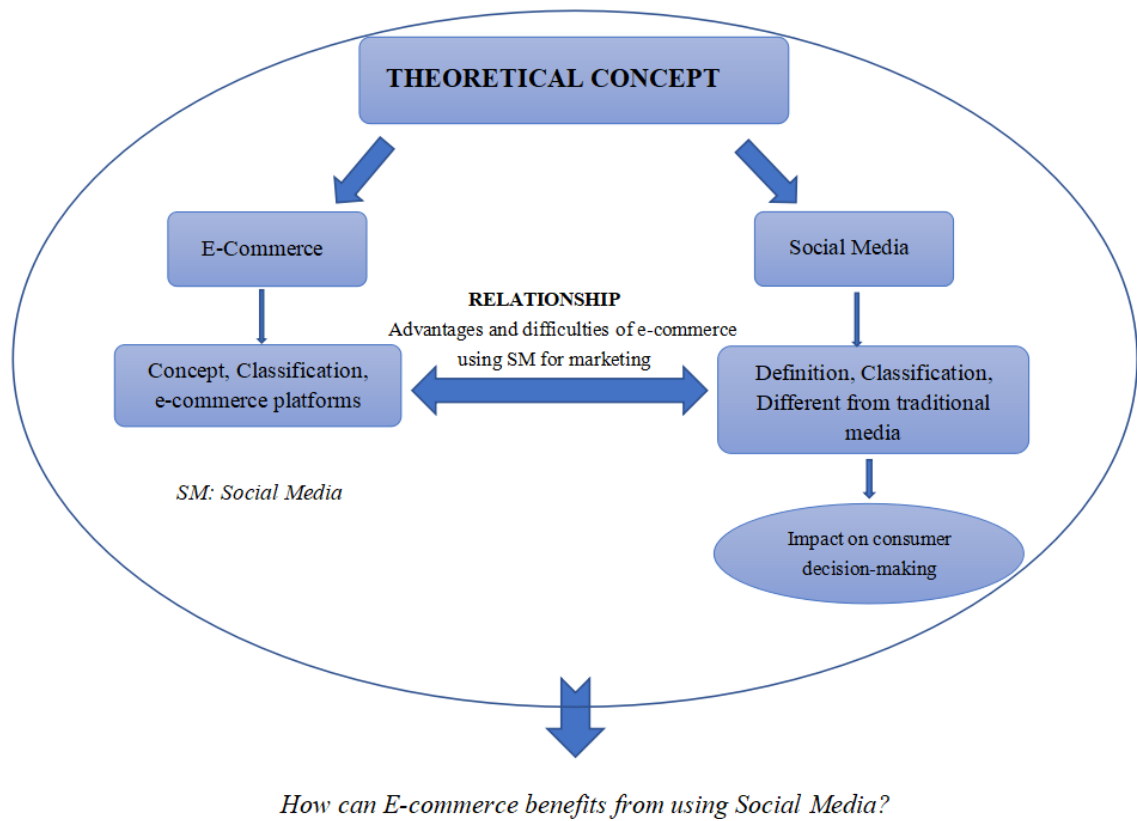 THEORETICAL CONCEPT
E-Commerce
Social Media
RELATIONSHIP
Advantages and difficulties of e-commerce
using SM for marketing
Concept, Classification,
e-commerce platforms
Definition, Classification,
Different from traditional
media
SM: Social Media
Impact on consumer
decision-making
How can E-commerce benefits from using Social Media?